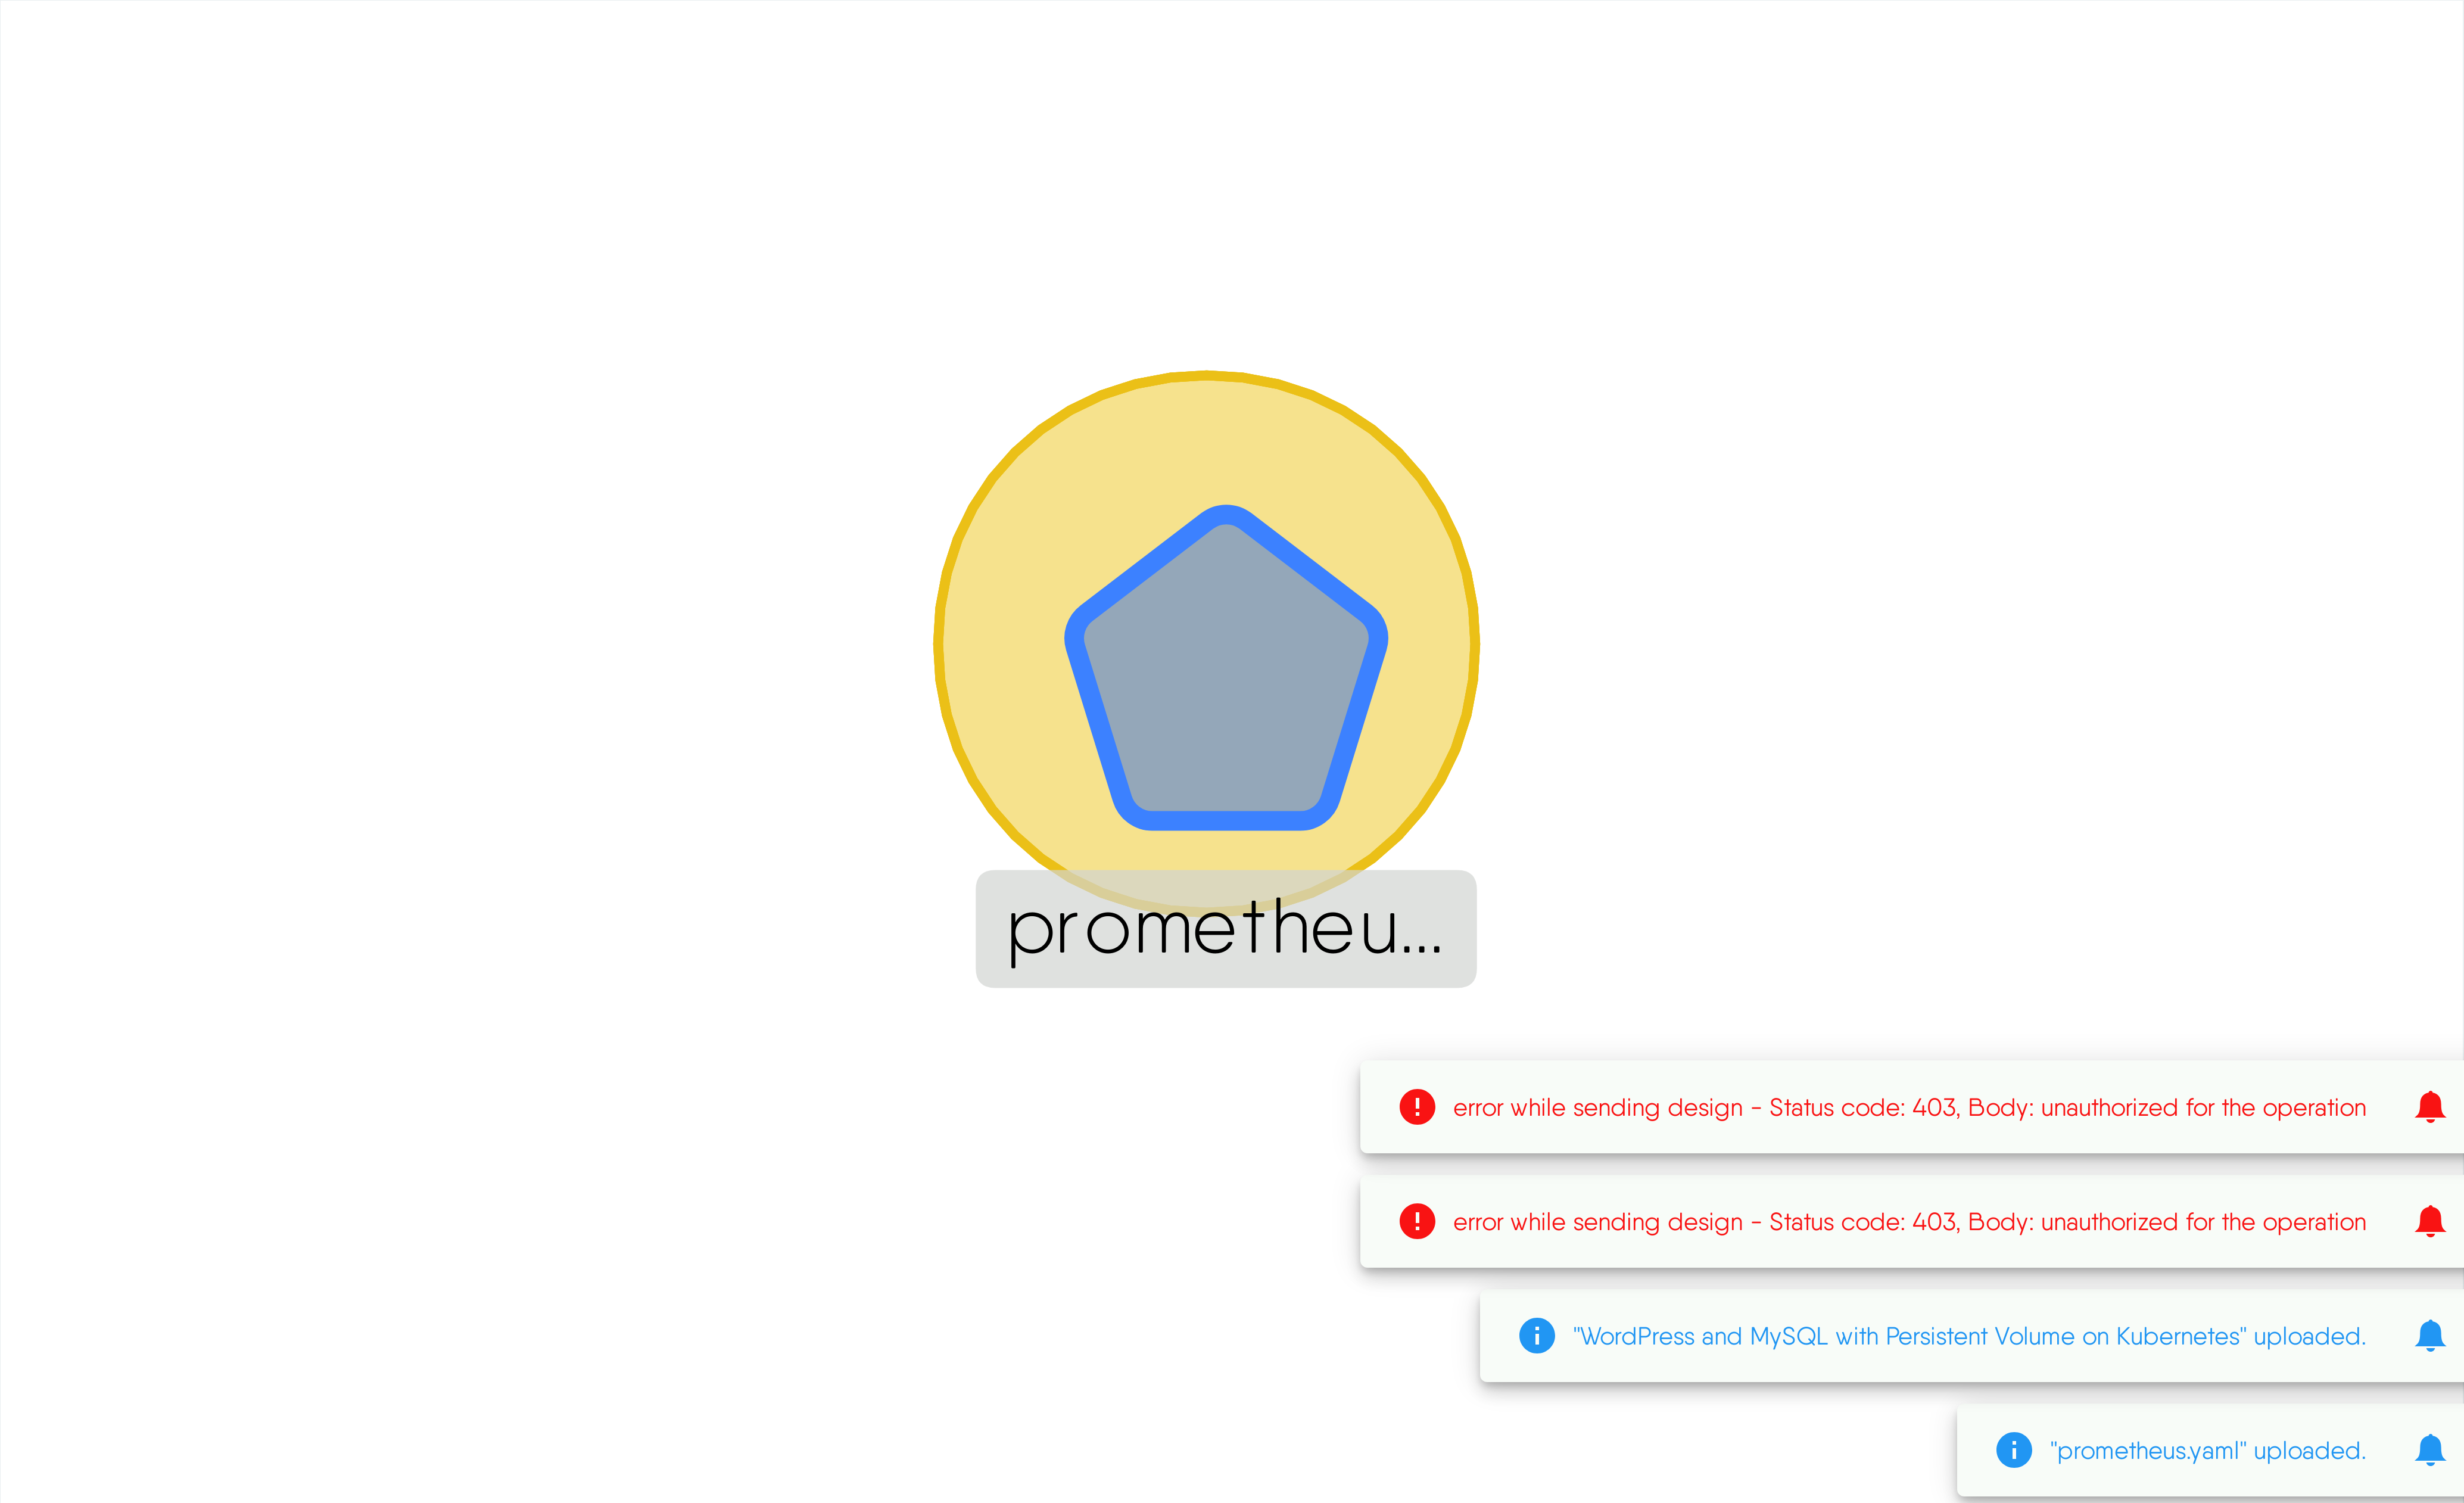 prometheu...
error while sending design - Status code: 403, Body: unauthorized for the operation
error while sending design - Status code: 403, Body: unauthorized for the operation
"WordPress and MySQL with Persistent Volume on Kubernetes" uploaded.
"prometheus.yaml" uploaded.